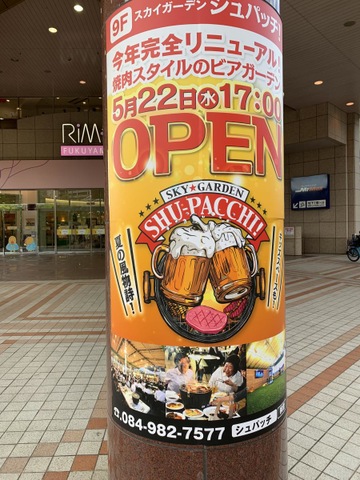 9F スカイガーデン シュパッチ!
今年完全リニューアル!
焼肉スタイルのビアガーデン
5月22日(水)17:00
OPEN
RiM
FUKUYAMA
SKY★GARDEN
SHU-PACCHI!
夏の風物詩!
☎084-982-7577
シュパッチ